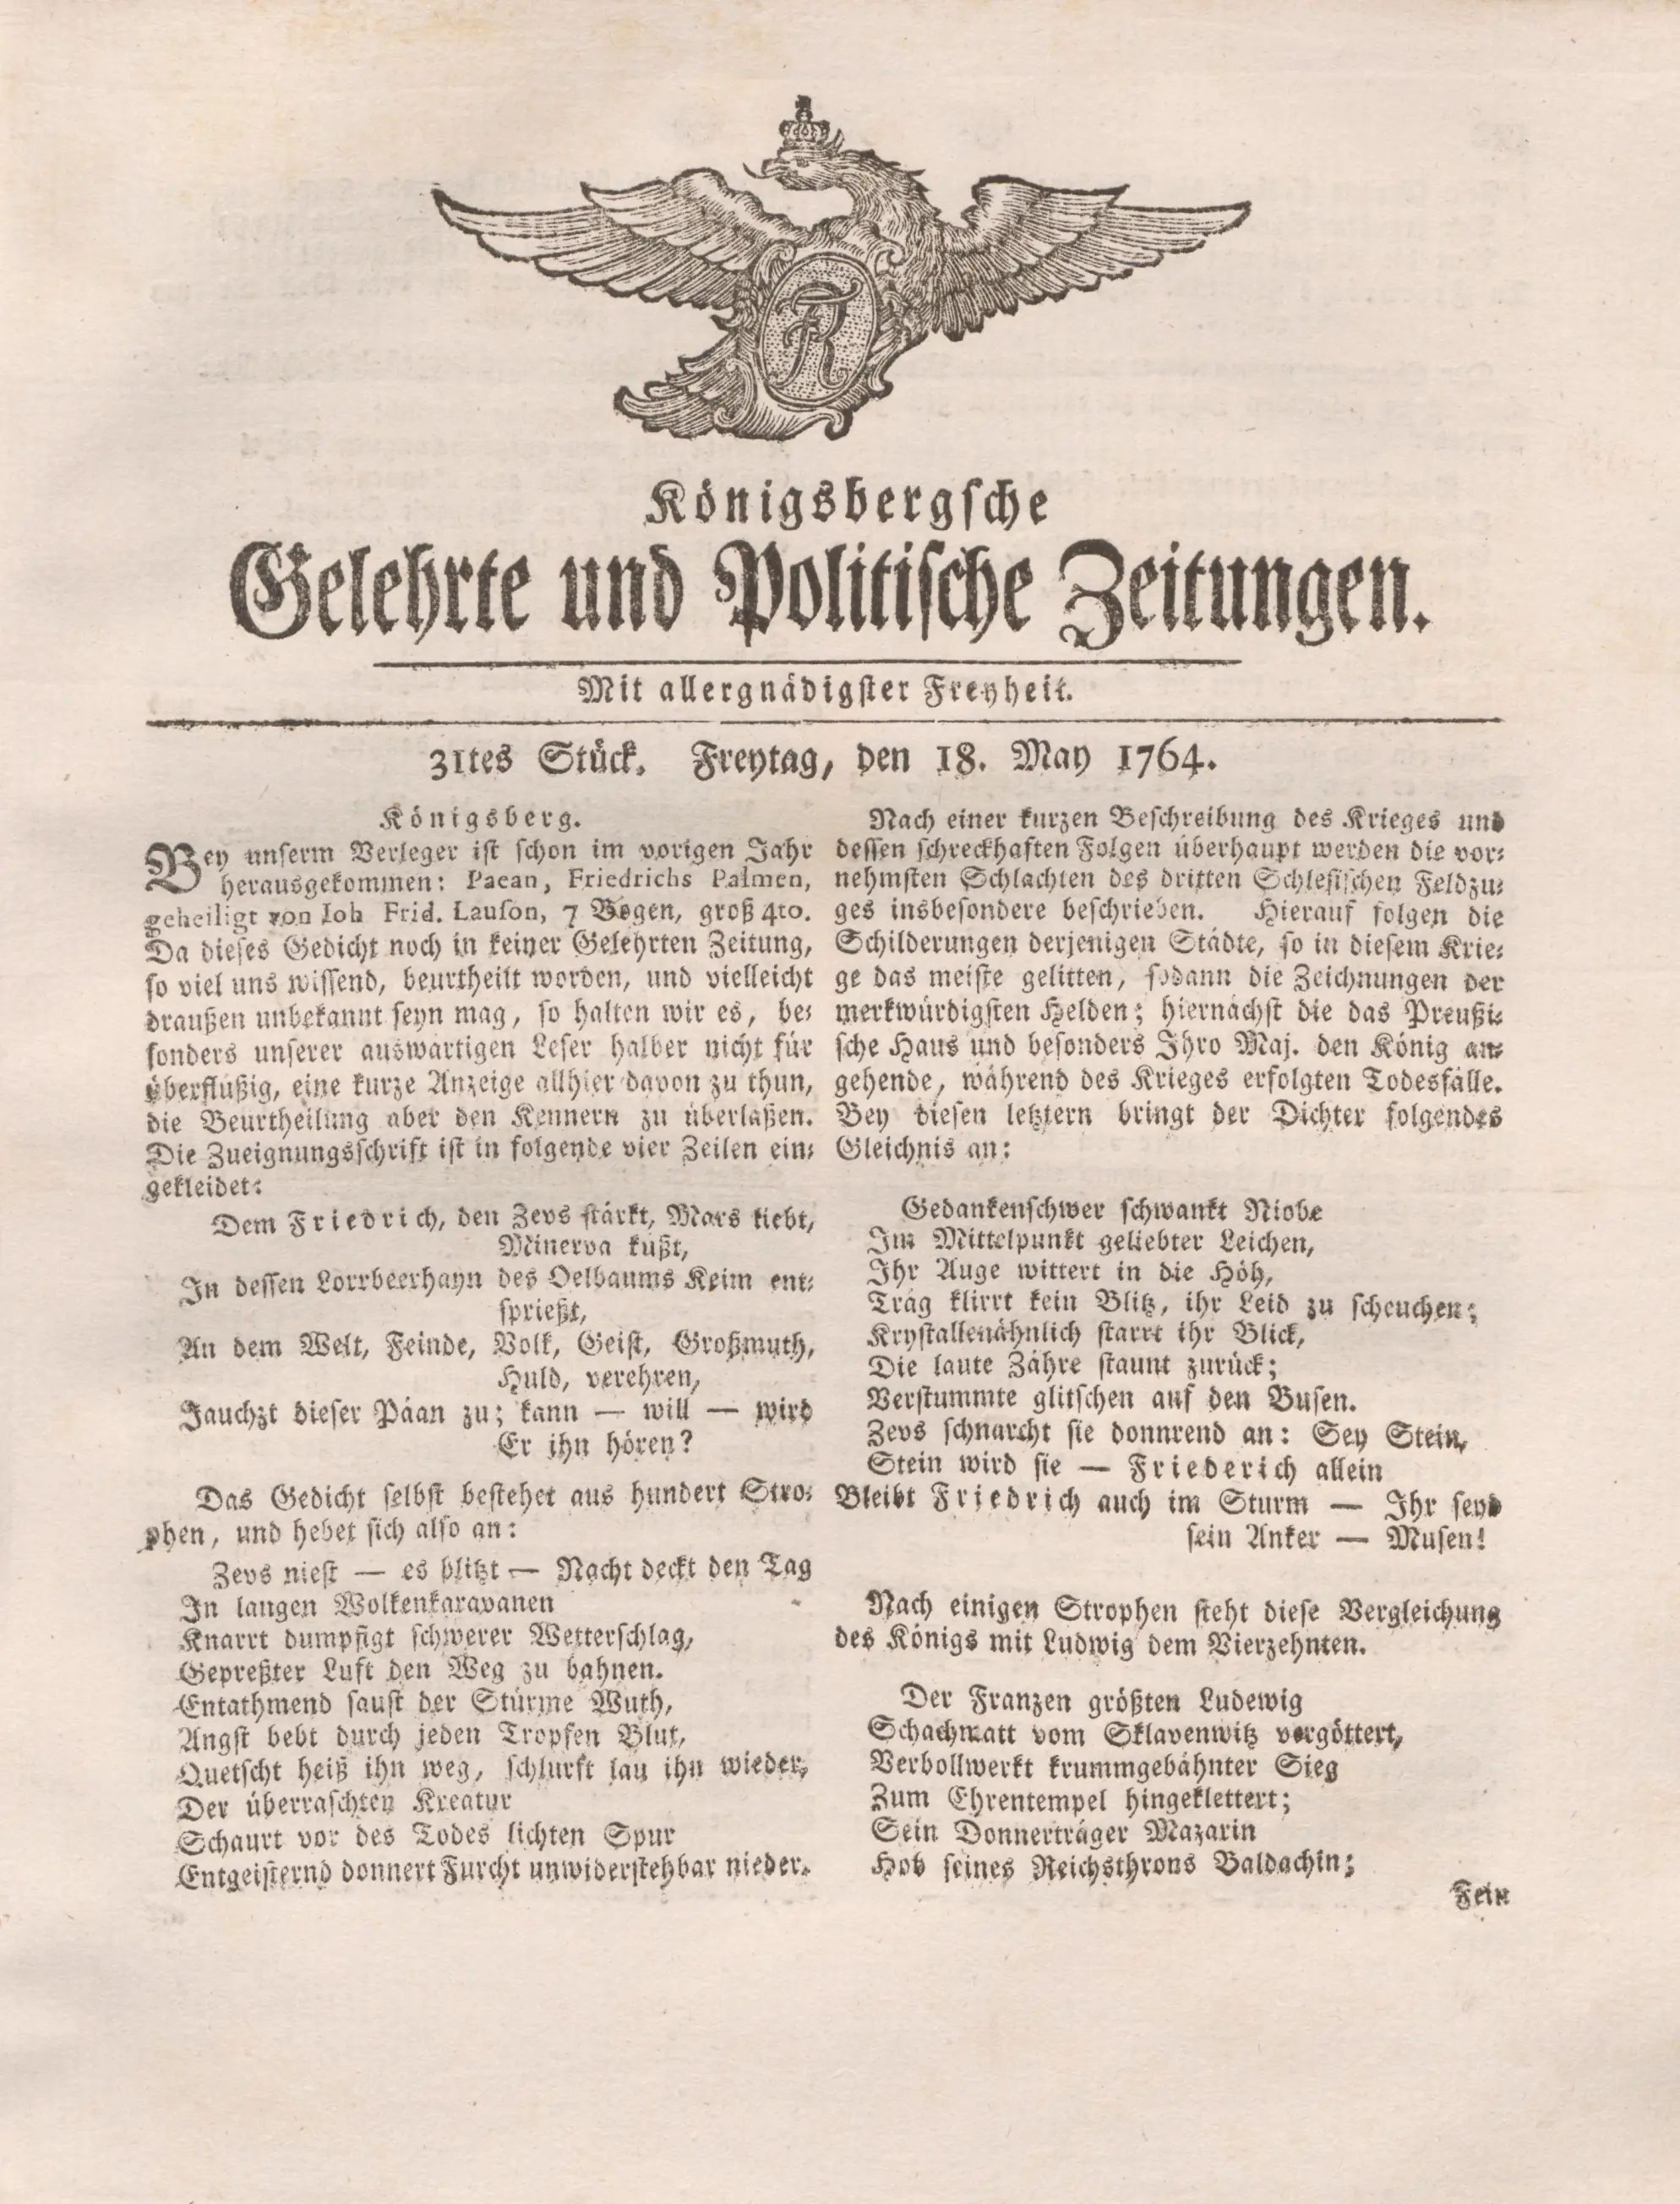 FR
Königsbergsche
Gelehrte und Politische Zeitungen.
Mit allergnädigster Freyheit.
31tes Stück. Freytag, den 18. May 1764.
Königsberg.
Bey unserm Verleger ist schon im vorigen Jahr
herausgekommen: Paean, Friedrichs Palmen,
geheiligt von Ioh Frid. Lauson, 7 Bogen, groß 4to.
Da dieses Gedicht noch in keiner Gelehrten Zeitung,
so viel uns wissend, beurtheilt worden, und vielleicht
draußen unbekannt seyn mag, so halten wir es, be-
sonders unserer auswärtigen Leser halber nicht für
überflüßig, eine kurze Anzeige allhier davon zu thun,
die Beurtheilung aber den Kennern zu überlaßen.
Die Zueignungsschrift ist in folgende vier Zeilen ein-
gekleidet:
Dem Friedrich, den Zevs stärkt, Mars liebt,
Minerva küßt,
In dessen Lorrbeerhayn des Oelbaums Keim ent-
sprießt,
An dem Welt, Feinde, Volk, Geist, Großmuth,
Huld, verehren,
Jauchzt dieser Päan zu; kann — will — wird
Er ihn hören?
Das Gedicht selbst bestehet aus hundert Stro-
phen, und hebet sich also an:
Zevs niest — es blitzt — Nacht deckt den Tag
In langen Wolkenkaravanen
Knarrt dumpfigt schwerer Wetterschlag,
Gepreßter Luft den Weg zu bahnen.
Entathmend saust der Stürme Wuth,
Angst bebt durch jeden Tropfen Blut,
Quetscht heiß ihn weg, schlurft lau ihn wieder,
Der überraschten Kreatur
Schaurt vor des Todes lichten Spur
Entgeisternd donnert Furcht unwiderstehbar nieder.
Nach einer kurzen Beschreibung des Krieges und
dessen schreckhaften Folgen überhaupt werden die vor-
nehmsten Schlachten des dritten Schlesischen Feldzu-
ges insbesondere beschrieben. Hierauf folgen die
Schilderungen derjenigen Städte, so in diesem Krie-
ge das meiste gelitten, sodann die Zeichnungen der
merkwürdigsten Helden; hiernächst die das Preußi-
sche Haus und besonders Ihro Maj. den König an-
gehende, während des Krieges erfolgten Todesfälle.
Bey diesen letztern bringt der Dichter folgendes
Gleichnis an:
Gedankenschwer schwankt Niobe
Im Mittelpunkt geliebter Leichen,
Ihr Auge wittert in die Höh,
Träg klirrt kein Blitz, ihr Leid zu scheuchen;
Krystallenähnlich starrt ihr Blick,
Die laute Zähre staunt zurück;
Verstummte glitschen auf den Busen.
Zevs schnarcht sie donnrend an: Sey Stein,
Stein wird sie — Friederich allein
Bleibt Friedrich auch im Sturm — Ihr seyd
sein Anker — Musen!
Nach einigen Strophen steht diese Vergleichung
des Königs mit Ludwig dem Vierzehnten.
Der Franzen größten Ludewig
Schachmatt vom Sklavenwitz vergöttert,
Verbollwerkt krummgebähnter Sieg
Zum Ehrentempel hingeklettert;
Sein Donnerträger Mazarin
Hob seines Reichsthrons Baldachin;
Fein